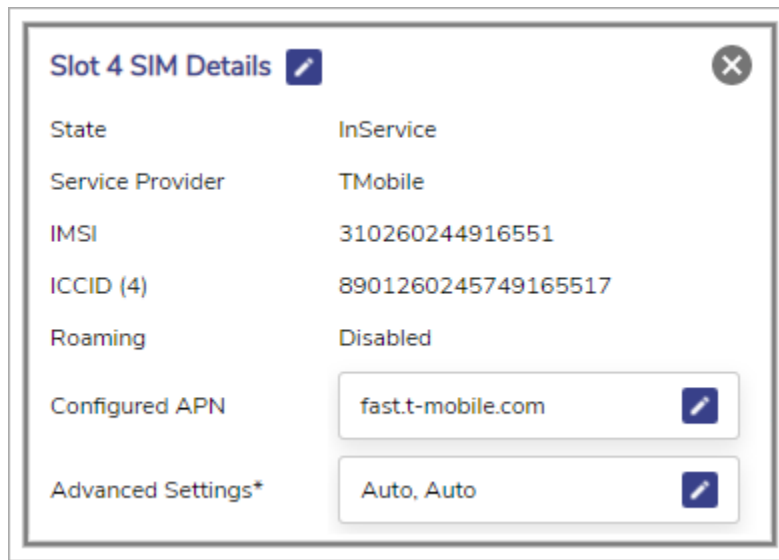 Slot 4 SIM Details
State InService
Service Provider TMobile
IMSI 310260244916551
ICCID (4) 8901260245749165517
Roaming Disabled
Configured APN fast.t-mobile.com
Advanced Settings* Auto, Auto